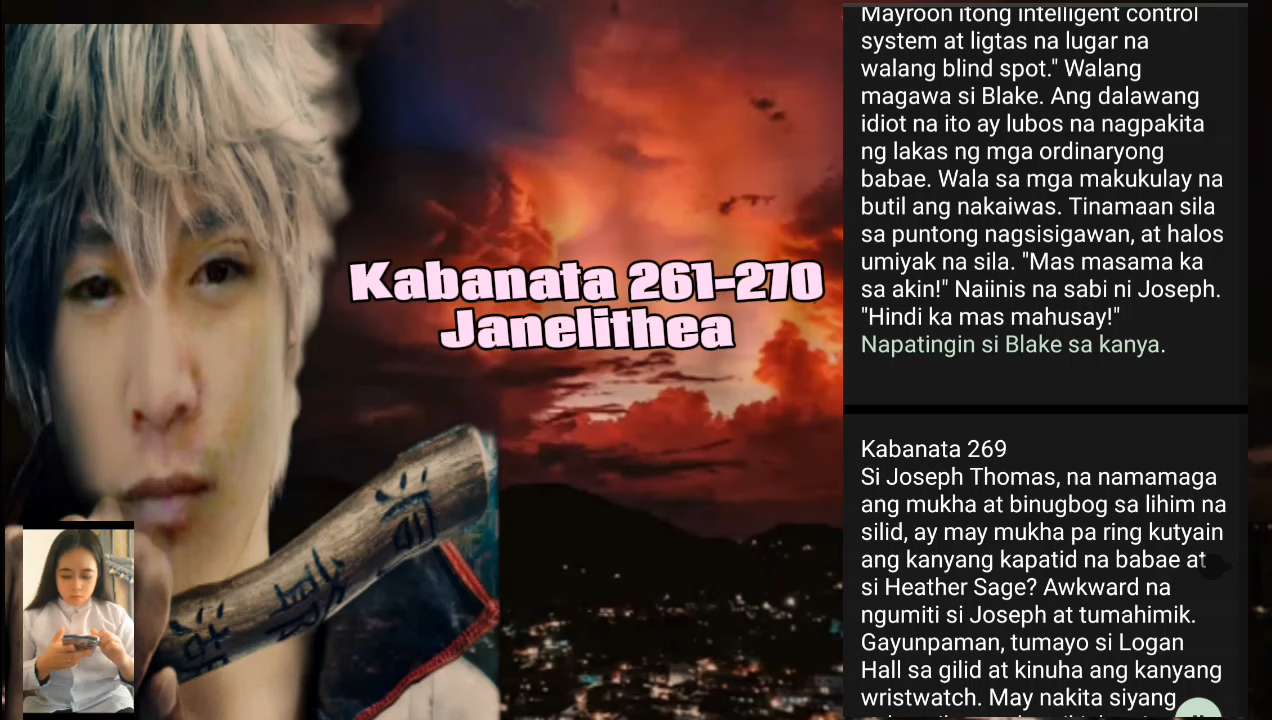 Kabanata 261-270
Janelithea
Mayroon itong intelligent control
system at ligtas na lugar na
walang blind spot." Walang
magawa si Blake. Ang dalawang
idiot na ito ay lubos na nagpakita
ng lakas ng mga ordinaryong
babae. Wala sa mga makukulay na
butil ang nakaiwas. Tinamaan sila
sa puntong nagsisigawan, at halos
umiyak na sila. "Mas masama ka
sa akin!" Naiinis na sabi ni Joseph.
"Hindi ka mas mahusay!"
Napatingin si Blake sa kanya.
Kabanata 269
Si Joseph Thomas, na namamaga
ang mukha at binugbog sa lihim na
silid, ay may mukha pa ring kutyain
ang kanyang kapatid na babae at
si Heather Sage? Awkward na
ngumiti si Joseph at tumahimik.
Gayunpaman, tumayo si Logan
Hall sa gilid at kinuha ang kanyang
wristwatch. May nakita siyang